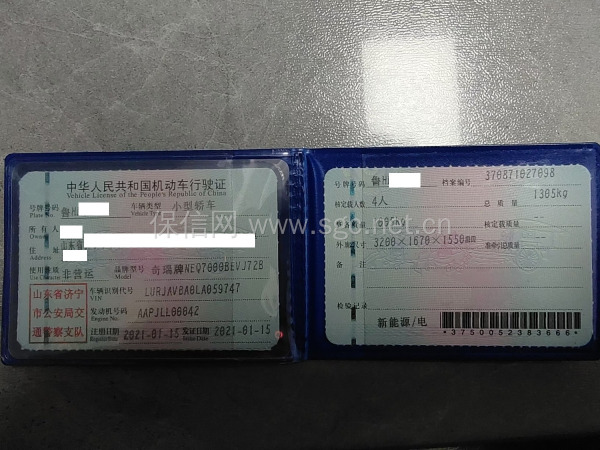 中华人民共和国机动车行驶证
Vehicle License of the People's Republic of China
号牌号码 鲁H
Plate No.
车辆类型 小型轿车
Vehicle Type
所有人
Owner
住址 山东省
Address
使用性质 非营运
Use Character
品牌型号 奇瑞牌NEQ7000BEVJ72B
Model
山东省济宁
市公安局交
通警察支队
车辆识别代号 LURJAVBA0LA059747
VIN
发动机号码 AAPJLL00042
Engine No.
注册日期 2021-01-15
Register Date
发证日期 2021-01-15
Issue Date
号牌号码 鲁H
档案编号 370871027098
核定载人数 4人
总质量 1305kg
整备质量
核定载质量
外廓尺寸 3200×1670×1550mm
准牵引总质量
备注
检验记录
新能源/电
*3750052383666*
保信网 www.sgo.net.cn